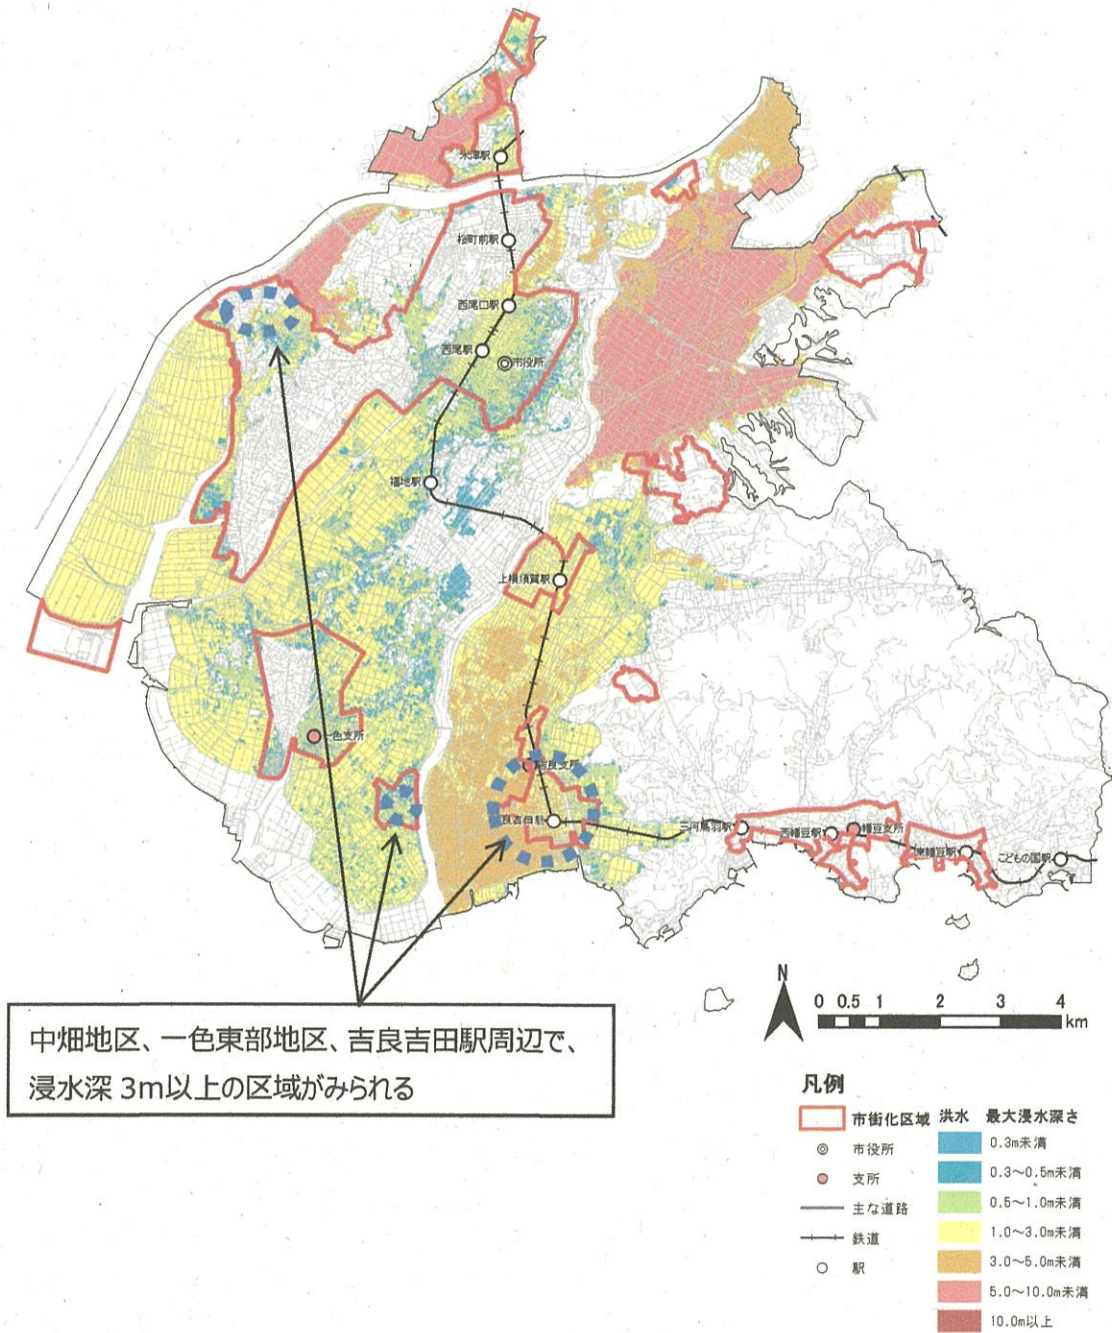 米津駅
桜町前駅
西尾口駅
西尾駅
市役所
福地駅
上横須賀駅
一色支所
吉良支所
良吉田駅
三河鳥羽駅
西幡豆駅
幡豆支所
東幡豆駅
こどもの国駅
中畑地区、一色東部地区、吉良吉田駅周辺で、
浸水深 3m以上の区域がみられる
N
0 0.5 1 2 3 4
km
凡例
市街化区域
市役所
支所
主な道路
鉄道
駅
洪水 最大浸水深さ
0.3m未満
0.3~0.5m未満
0.5~1.0m未満
1.0~3.0m未満
3.0~5.0m未満
5.0~10.0m未満
10.0m以上